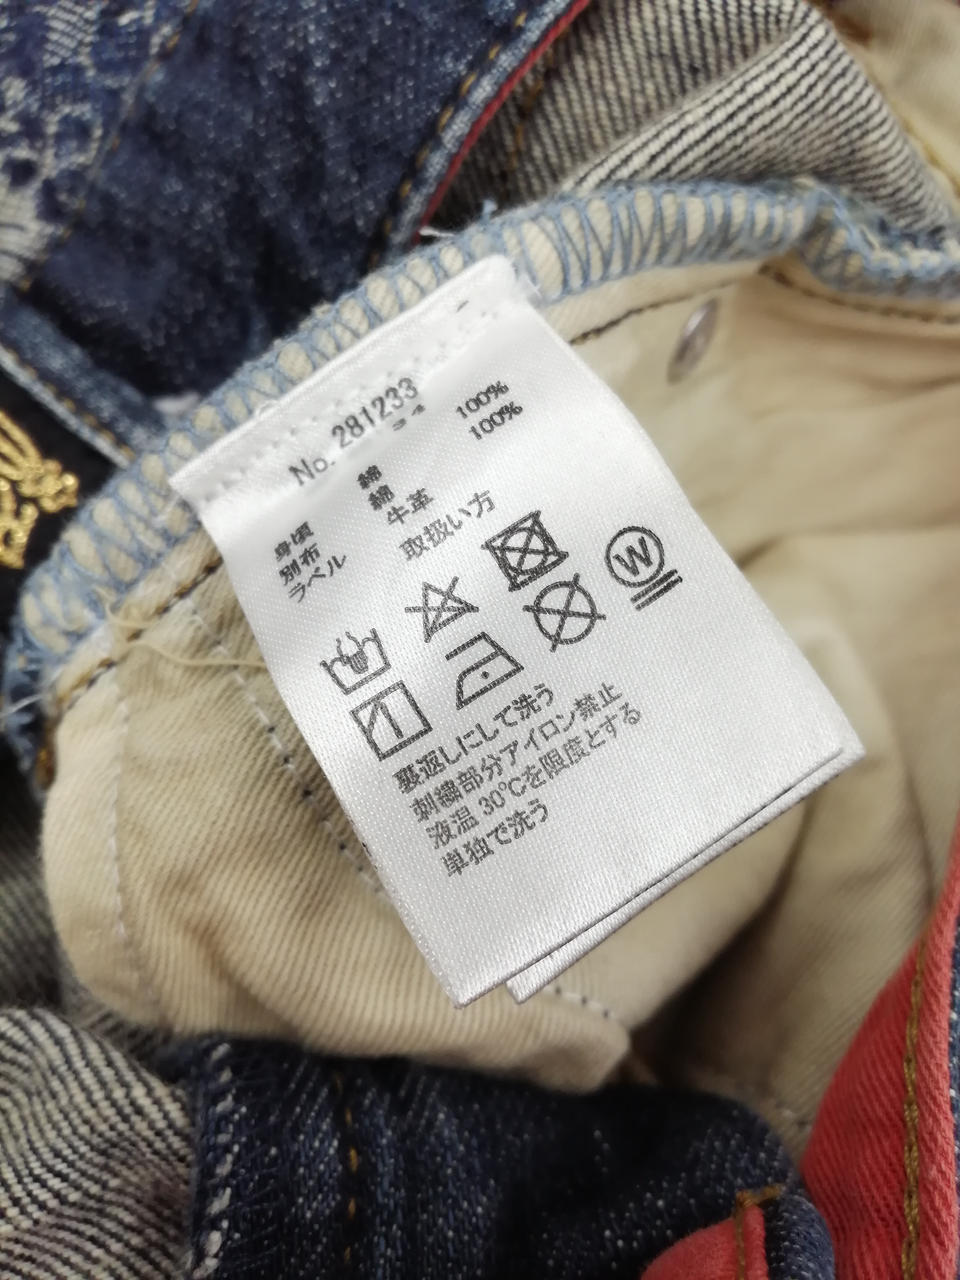 No. 281233
34
身頃 綿 100%
別布 綿 100%
ラベル 牛革
取扱い方
W
裏返しにして洗う
刺繍部分アイロン禁止
液温 30℃を限度とする
単独で洗う